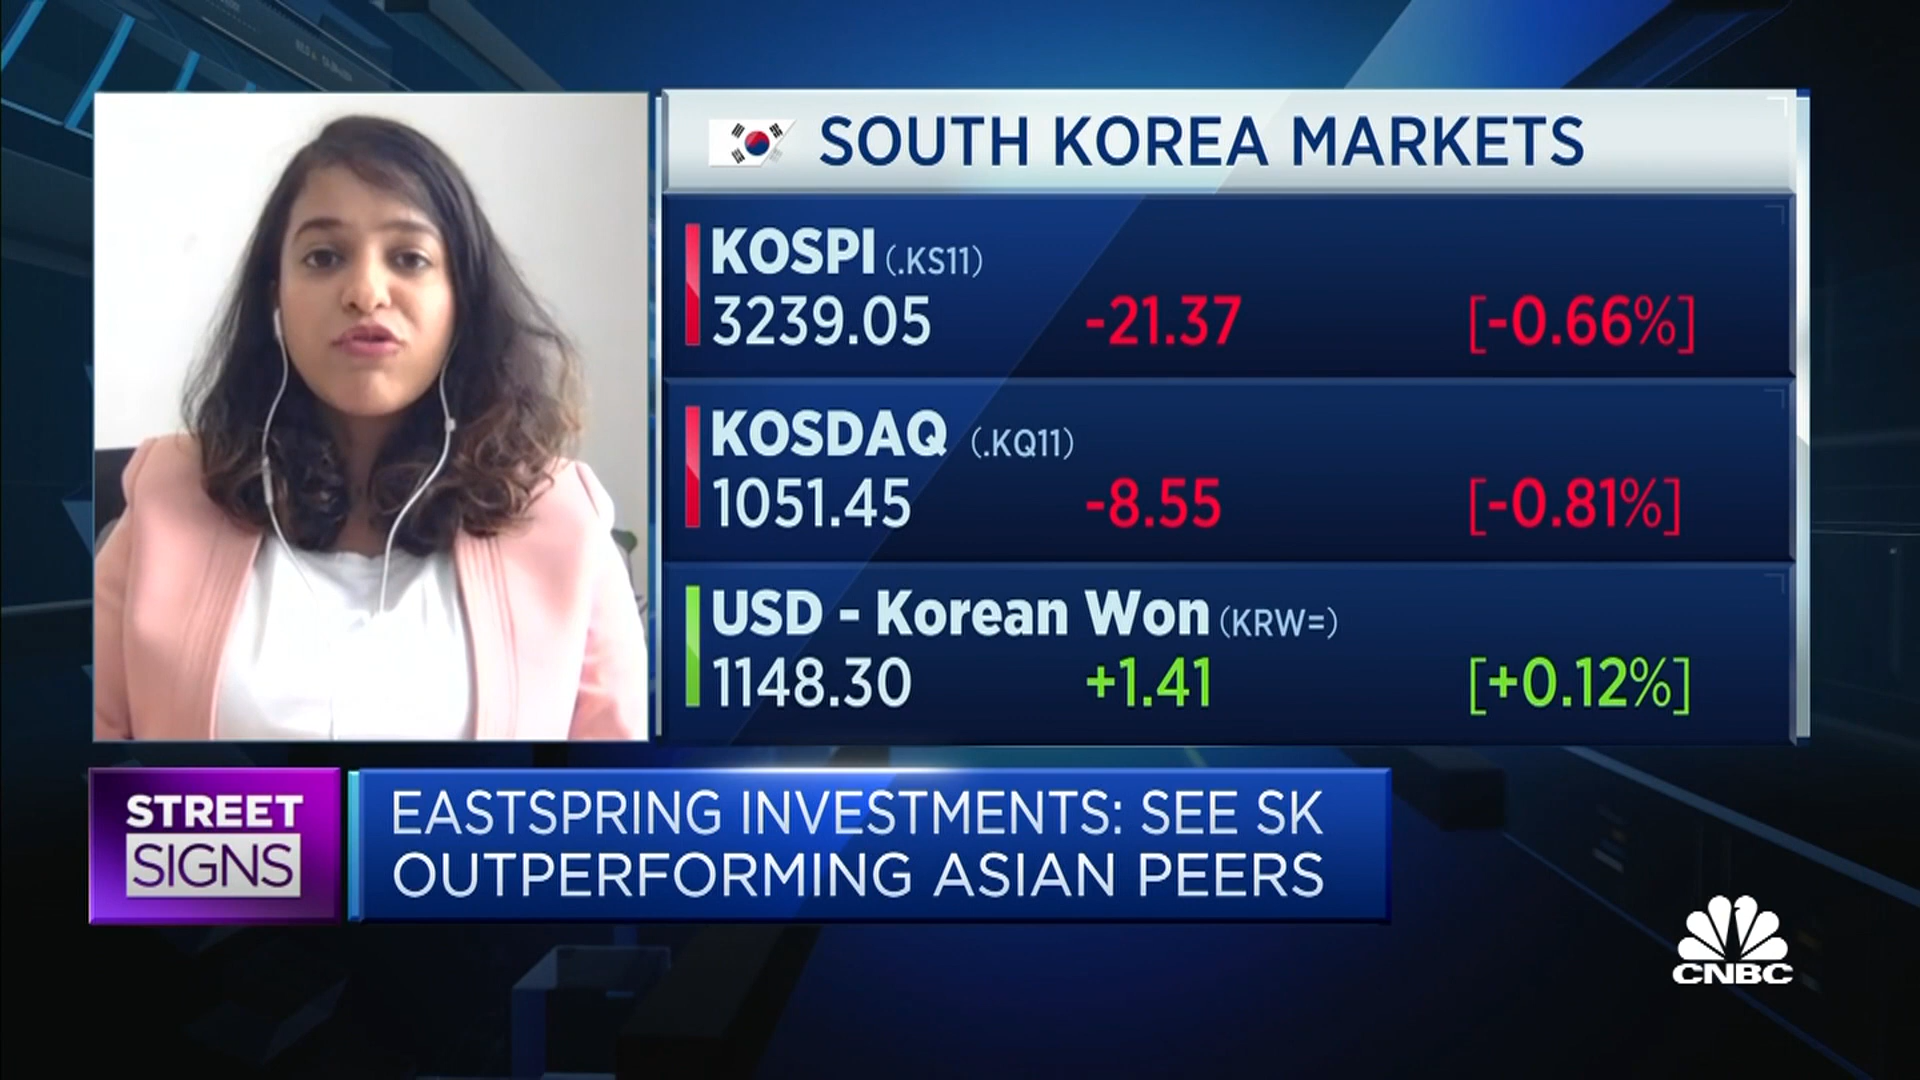 SOUTH KOREA MARKETS
KOSPI (.KS11)
3239.05 -21.37 [-0.66%]
KOSDAQ (.KQ11)
1051.45 -8.55 [-0.81%]
USD - Korean Won (KRW=)
1148.30 +1.41 [+0.12%]
STREET
SIGNS
EASTSPRING INVESTMENTS: SEE SK
OUTPERFORMING ASIAN PEERS
CNBC